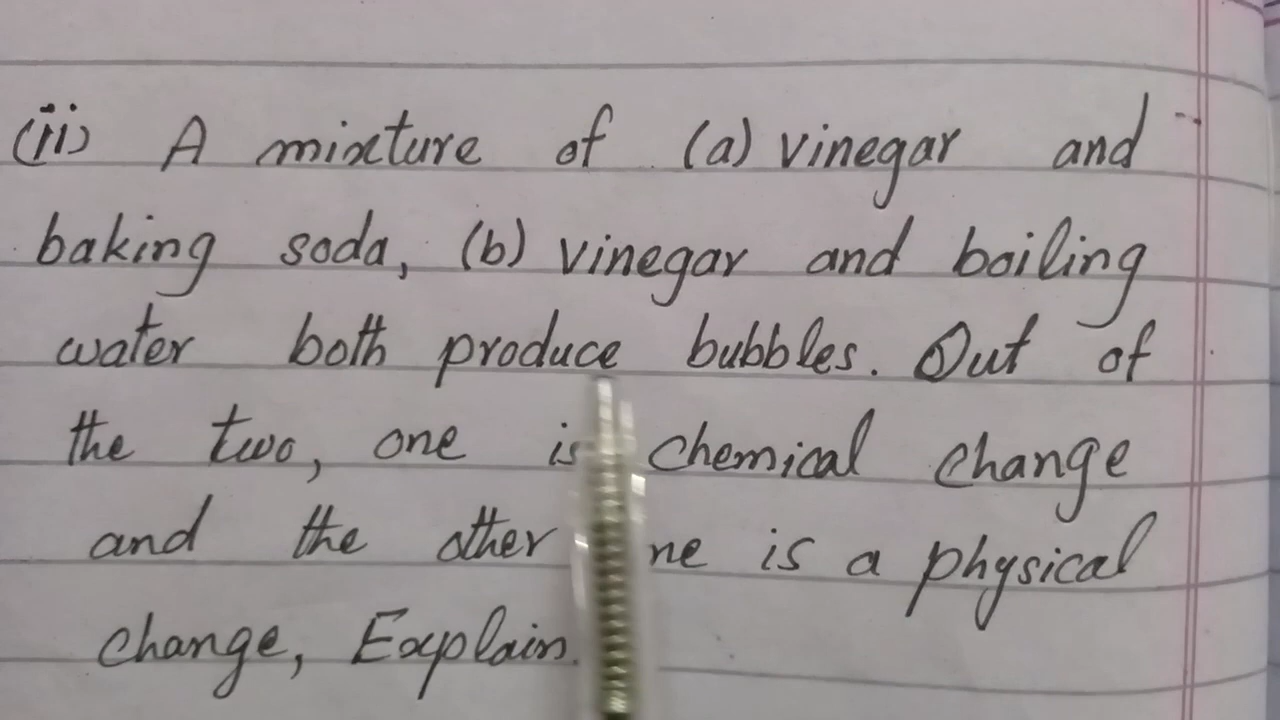 (ii) A mixture of (a) vinegar and
baking soda, (b) vinegar and boiling
water both produce bubbles. Out of
the two, one is chemical change
and the other ne is a physical
change, Explain.